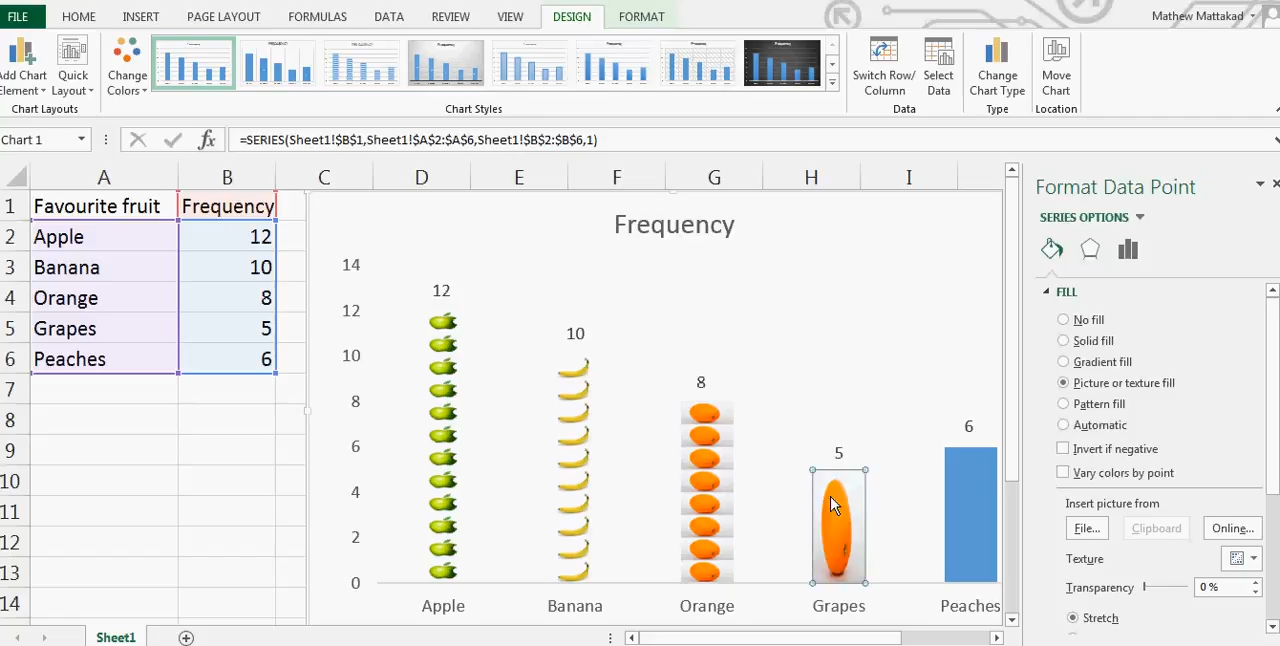 FILE HOME INSERT PAGE LAYOUT FORMULAS DATA REVIEW VIEW DESIGN FORMAT Mathew Mattakad
Add Chart Element Quick Layout Change Colors Switch Row/ Column Select Data Change Chart Type Move Chart
Chart Layouts Chart Styles Data Type Location
Chart 1 fx =SERIES(Sheet1!$B$1,Sheet1!$A$2:$A$6,Sheet1!$B$2:$B$6,1)
A B C D E F G H I
1 Favourite fruit Frequency
2 Apple 12
3 Banana 10
4 Orange 8
5 Grapes 5
6 Peaches 6
7
8
9
10
11
12
13
14
Frequency
14
12
10
8
6
4
2
0
12
10
8
5
6
Apple Banana Orange Grapes Peaches
Format Data Point
SERIES OPTIONS
FILL
No fill
Solid fill
Gradient fill
Picture or texture fill
Pattern fill
Automatic
Invert if negative
Vary colors by point
Insert picture from
File... Clipboard Online...
Texture
Transparency 0 %
Stretch
Sheet1